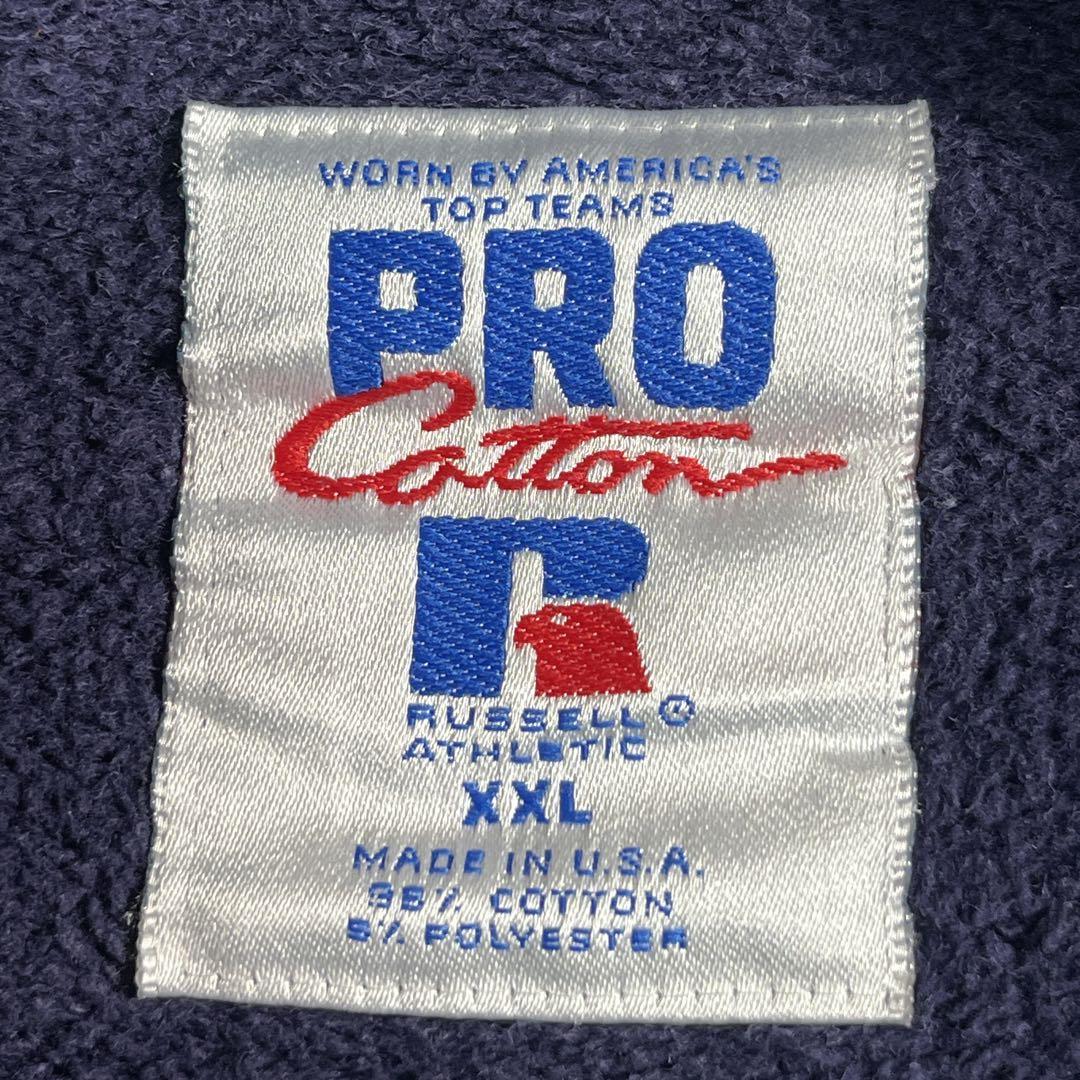 WORN BY AMERICA'S
TOP TEAMS
PRO
Cotton
R
RUSSELL ®
ATHLETIC
XXL
MADE IN U.S.A.
95% COTTON
5% POLYESTER